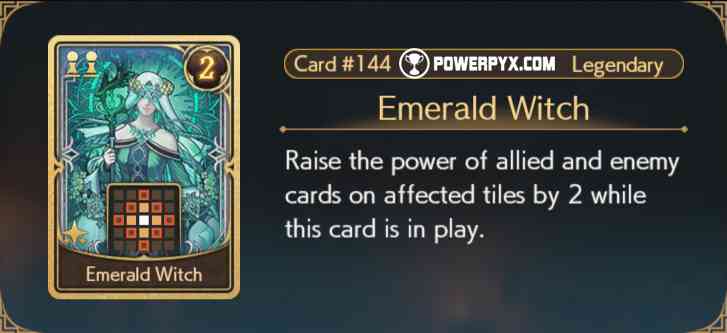 2
Emerald Witch
Card #144 POWERPYX.COM Legendary
Emerald Witch
Raise the power of allied and enemy
cards on affected tiles by 2 while
this card is in play.